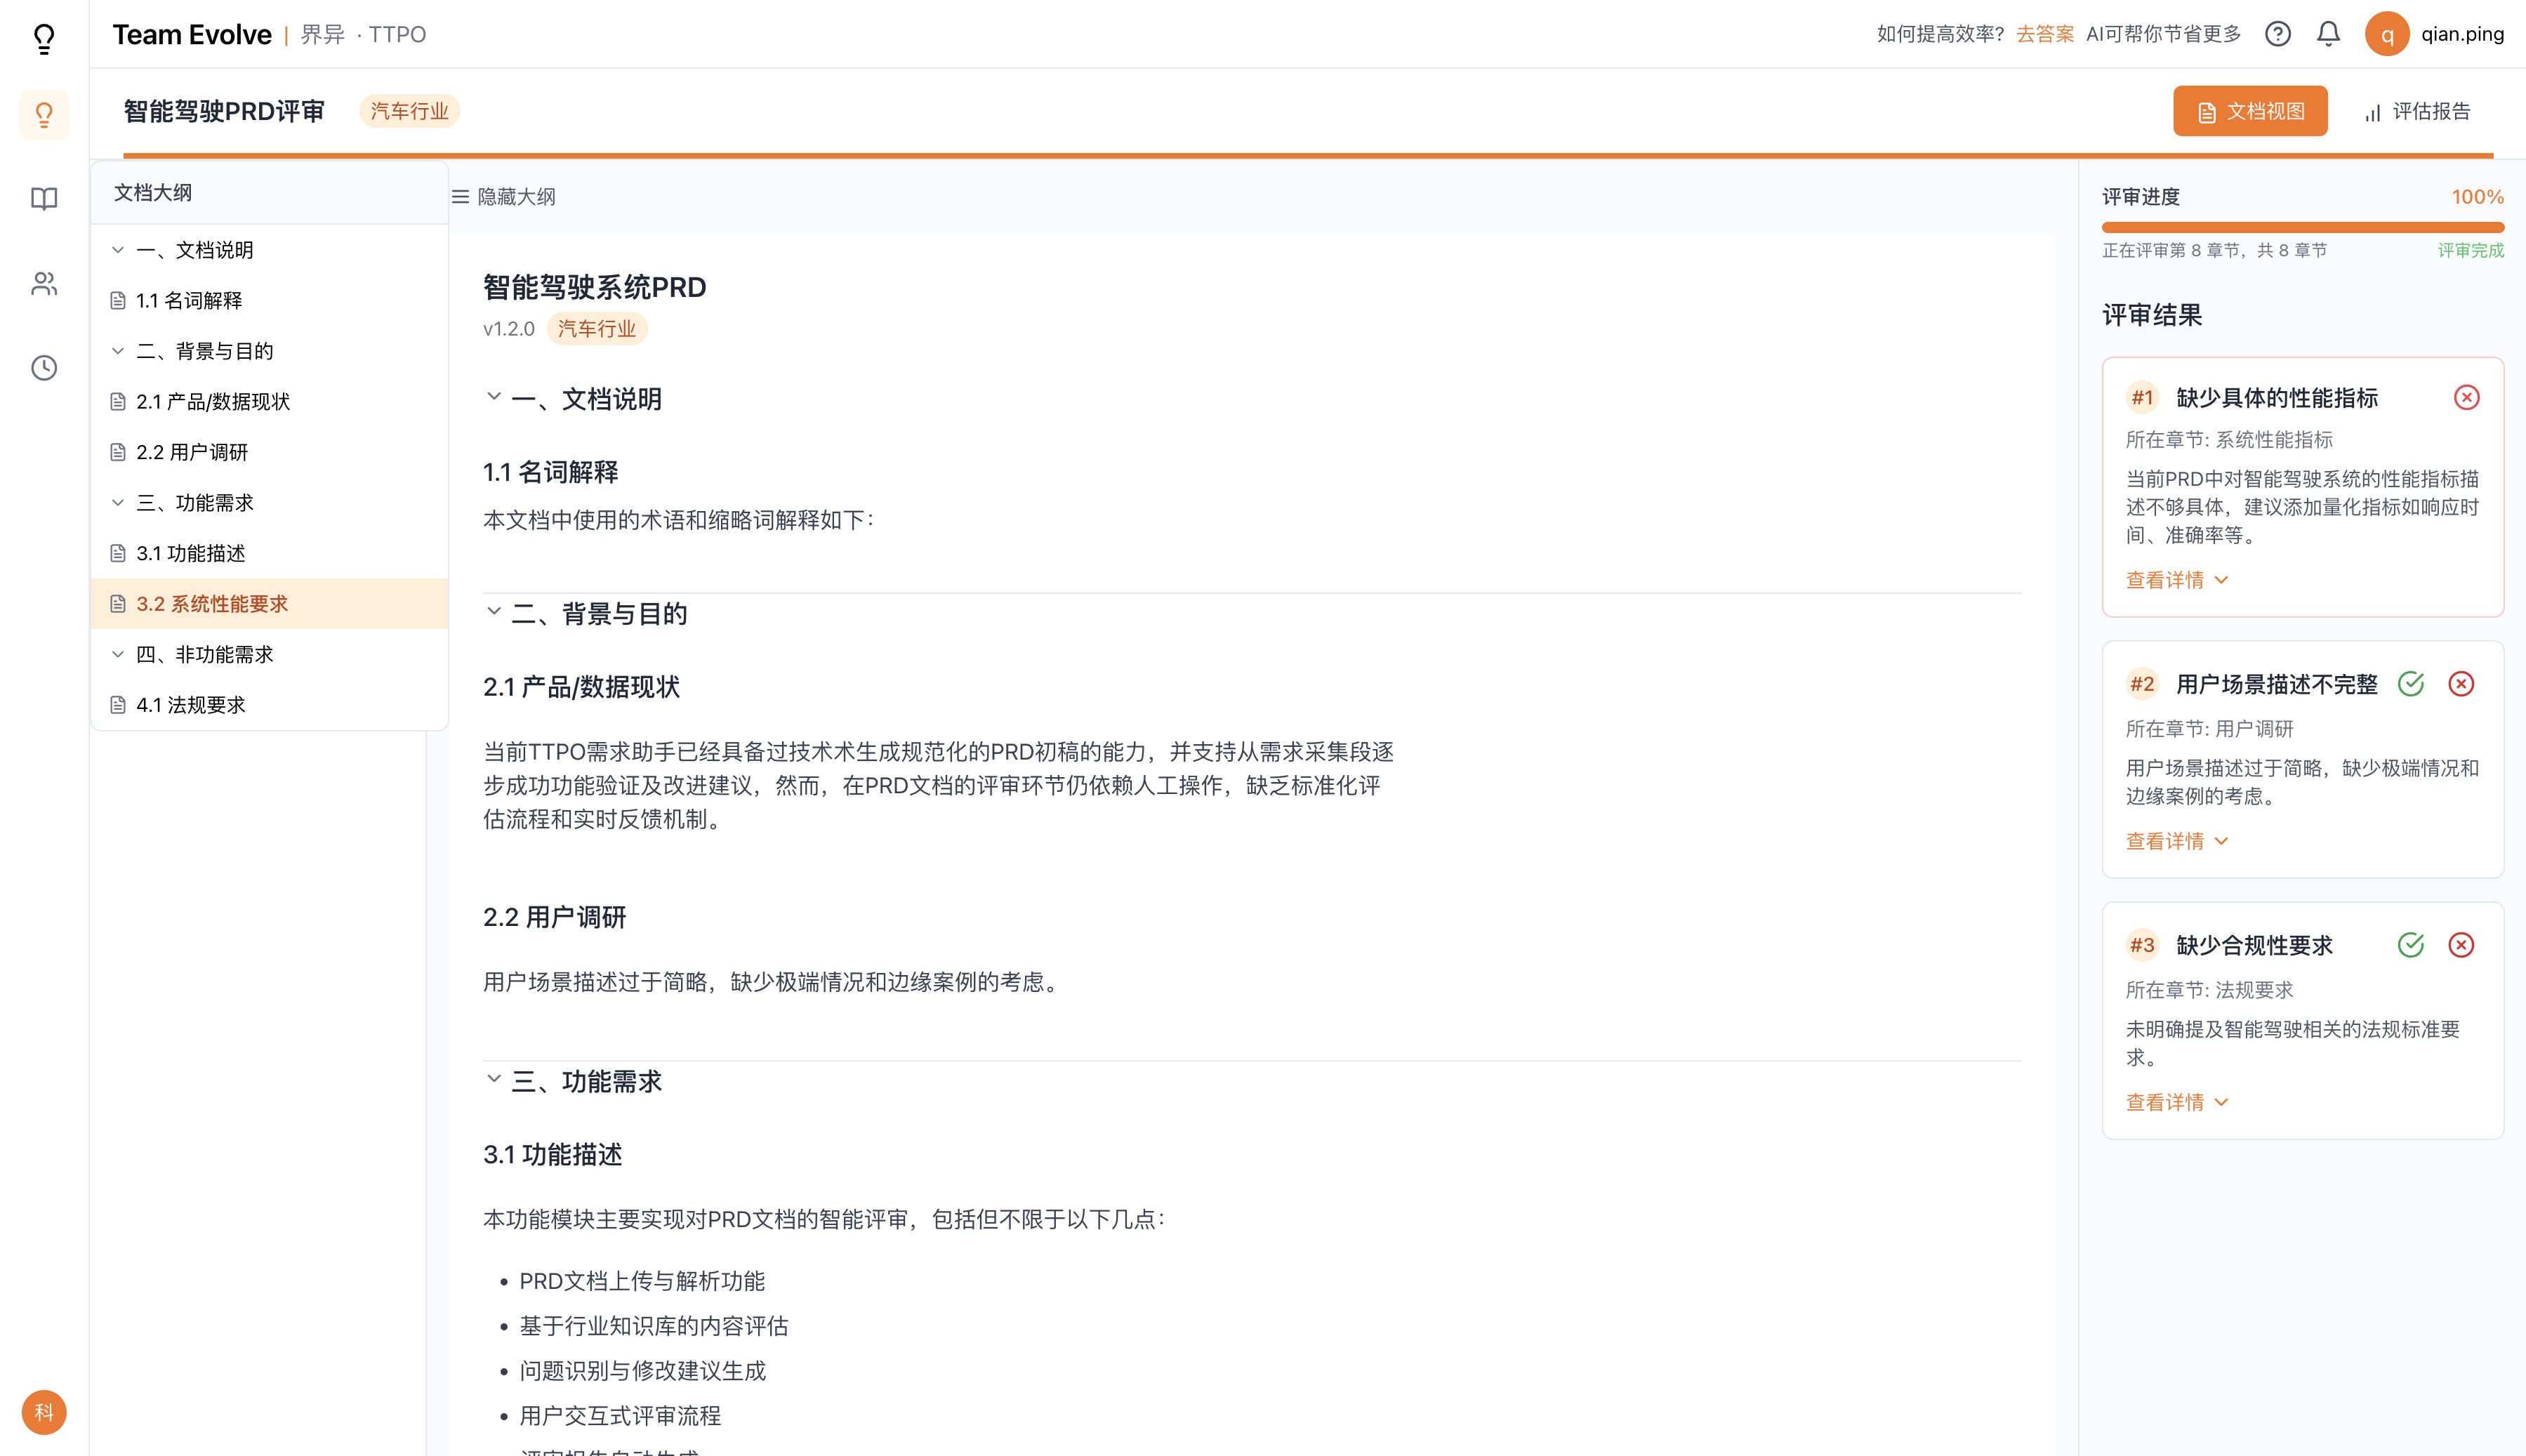 Team Evolve | 界异 · TTPO
如何提高效率? 去答案 AI可帮你节省更多
q
qian.ping
智能驾驶PRD评审
汽车行业
文档视图
评估报告
文档大纲
一、文档说明
1.1 名词解释
二、背景与目的
2.1 产品/数据现状
2.2 用户调研
三、功能需求
3.1 功能描述
3.2 系统性能要求
四、非功能需求
4.1 法规要求
科
隐藏大纲
智能驾驶系统PRD
v1.2.0 汽车行业
一、文档说明
1.1 名词解释
本文档中使用的术语和缩略词解释如下：
二、背景与目的
2.1 产品/数据现状
当前TTPO需求助手已经具备过技术术生成规范化的PRD初稿的能力，并支持从需求采集段逐
步成功功能验证及改进建议，然而，在PRD文档的评审环节仍依赖人工操作，缺乏标准化评
估流程和实时反馈机制。
2.2 用户调研
用户场景描述过于简略，缺少极端情况和边缘案例的考虑。
三、功能需求
3.1 功能描述
本功能模块主要实现对PRD文档的智能评审，包括但不限于以下几点：
• PRD文档上传与解析功能
• 基于行业知识库的内容评估
• 问题识别与修改建议生成
• 用户交互式评审流程
评审进度
100%
正在评审第 8 章节，共 8 章节
评审完成
评审结果
#1 缺少具体的性能指标
所在章节: 系统性能指标
当前PRD中对智能驾驶系统的性能指标描
述不够具体，建议添加量化指标如响应时
间、准确率等。
查看详情
#2 用户场景描述不完整
所在章节: 用户调研
用户场景描述过于简略，缺少极端情况和
边缘案例的考虑。
查看详情
#3 缺少合规性要求
所在章节: 法规要求
未明确提及智能驾驶相关的法规标准要
求。
查看详情